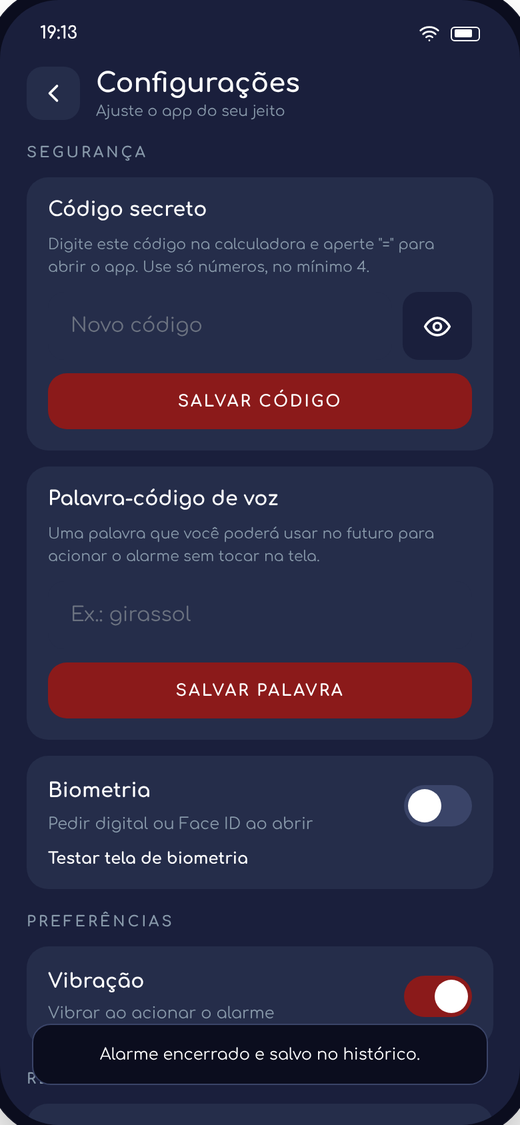 19:13
Configurações
Ajuste o app do seu jeito
SEGURANÇA
Código secreto
Digite este código na calculadora e aperte "=" para
abrir o app. Use só números, no mínimo 4.
Novo código
SALVAR CÓDIGO
Palavra-código de voz
Uma palavra que você poderá usar no futuro para
acionar o alarme sem tocar na tela.
Ex.: girassol
SALVAR PALAVRA
Biometria
Pedir digital ou Face ID ao abrir
Testar tela de biometria
PREFERÊNCIAS
Vibração
Vibrar ao acionar o alarme
Alarme encerrado e salvo no histórico.